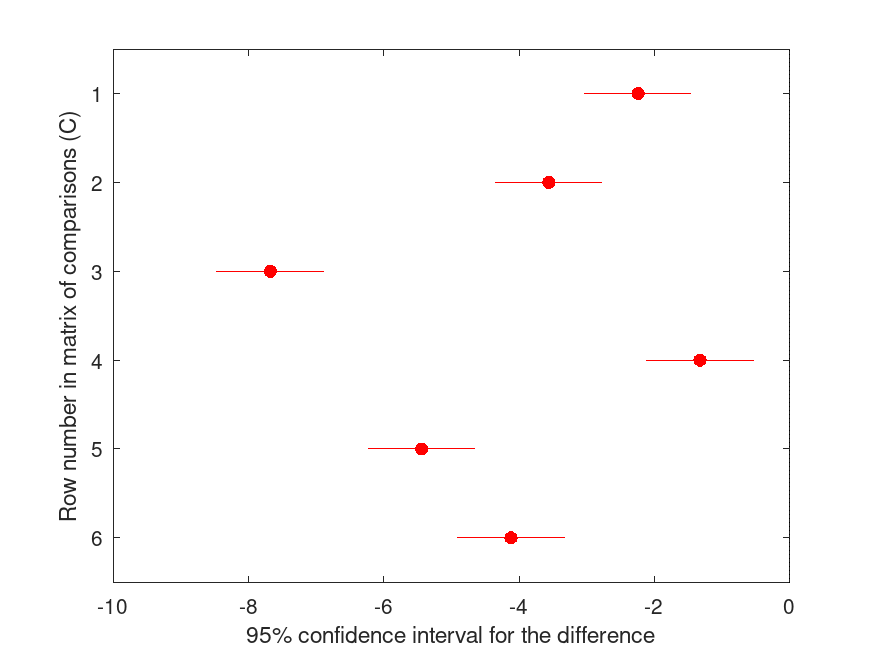 Row number in matrix of comparisons (C)
1
2
3
4
5
6
-10 -8 -6 -4 -2 0
95% confidence interval for the difference